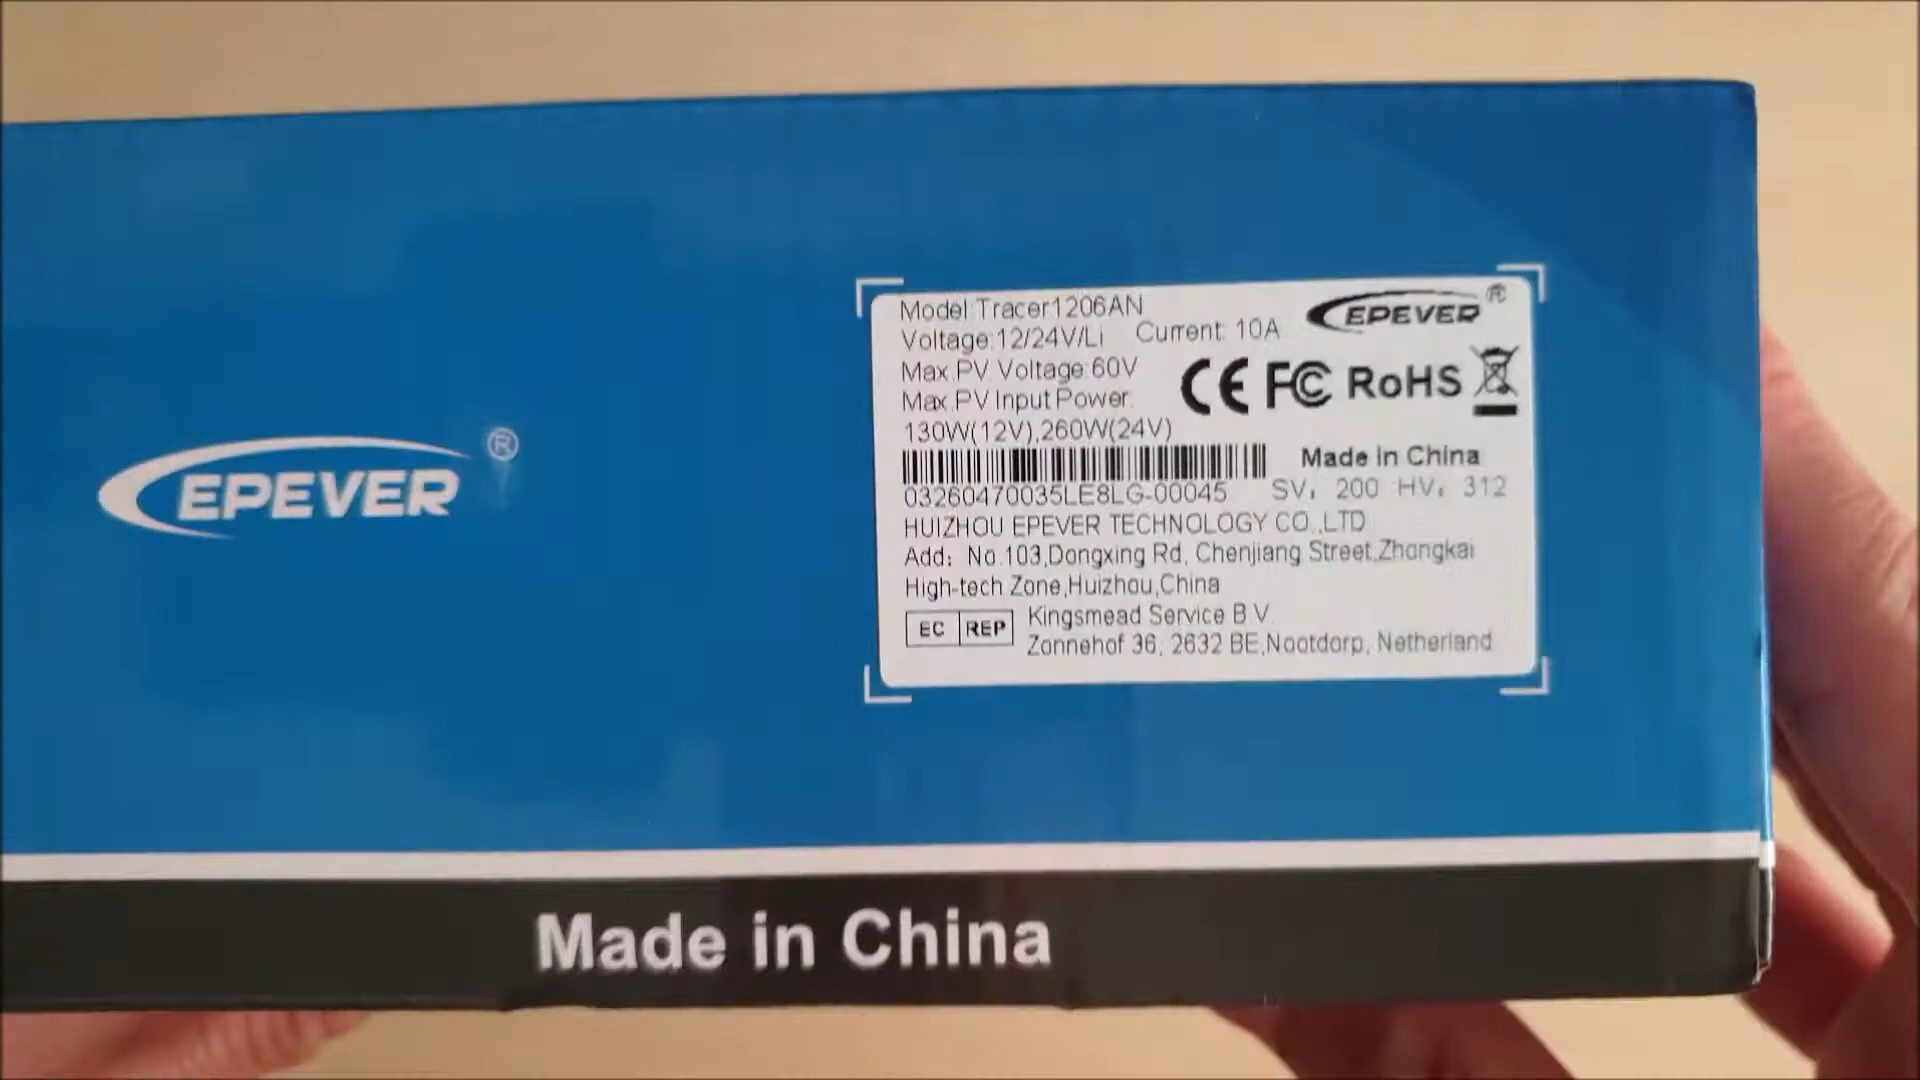 EPEVER ®
Model:Tracer1206AN
EPEVER ®
Voltage:12/24V/Li Current: 10A
Max.PV Voltage:60V
Max.PV Input Power:
130W(12V),260W(24V)
CE FC RoHS
03260470035LE8LG-00045
Made in China
SV: 200 HV: 312
HUIZHOU EPEVER TECHNOLOGY CO.,LTD
Add: No.103,Dongxing Rd, Chenjiang Street,Zhongkai
High-tech Zone,Huizhou,China
EC REP
Kingsmead Service B.V.
Zonnehof 36, 2632 BE,Nootdorp, Netherland
Made in China